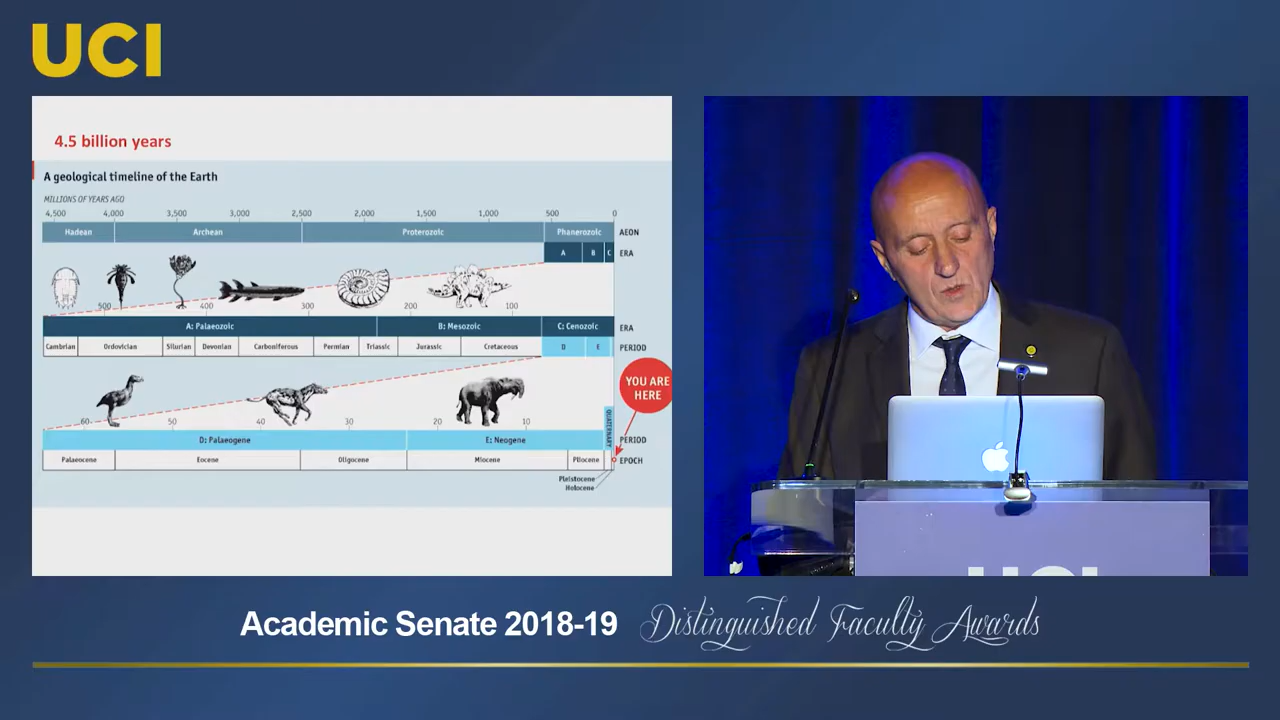 UCI
4.5 billion years
A geological timeline of the Earth
MILLIONS OF YEARS AGO
4,500 4,000 3,500 3,000 2,500 2,000 1,500 1,000 500 0
Hadean Archean Proterozoic Phanerozoic AEON
A B C ERA
500 400 300 200 100
A: Palaeozoic B: Mesozoic C: Cenozoic ERA
Cambrian Ordovician Silurian Devonian Carboniferous Permian Triassic Jurassic Cretaceous D E PERIOD
YOU ARE
HERE
60 50 40 30 20 10
QUATERNARY
D: Palaeogene E: Neogene PERIOD
Palaeocene Eocene Oligocene Miocene Pliocene EPOCH
Pleistocene
Holocene
UCI
Academic Senate 2018-19 Distinguished Faculty Awards